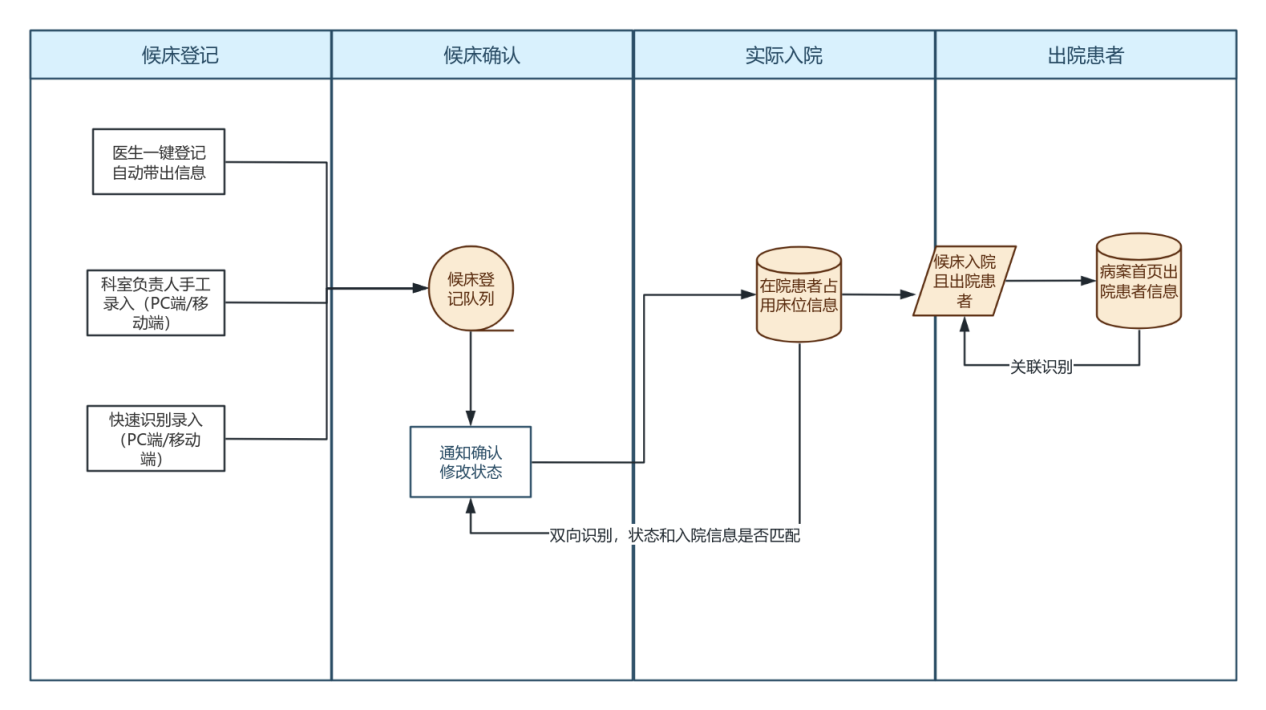 候床登记
候床确认
实际入院
出院患者
医生一键登记
自动带出信息
科室负责人手工
录入（PC端/移
动端）
快速识别录入
（PC端/移动
端）
候床登
记队列
通知确认
修改状态
在院患者占
用床位信息
候床入院
且出院患
者
病案首页出
院患者信息
关联识别
双向识别，状态和入院信息是否匹配